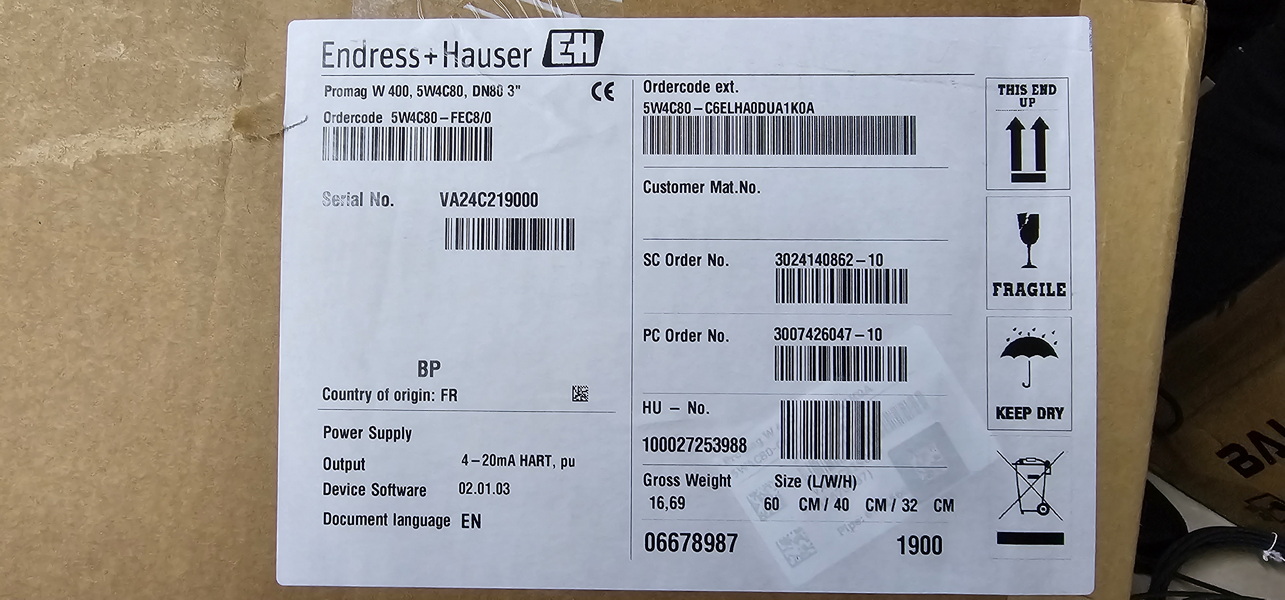 Endress+Hauser EH
Promag W 400, 5W4C80, DN80 3"
CE
Ordercode 5W4C80-FEC8/0
Serial No. VA24C219000
BP
Country of origin: FR
Power Supply
Output 4-20mA HART, pu
Device Software 02.01.03
Document language EN
Ordercode ext.
5W4C80-C6ELHA0DUA1K0A
Customer Mat.No.
SC Order No. 3024140862-10
PC Order No. 3007426047-10
HU - No.
100027253988
Gross Weight Size (L/W/H)
16,69 60 CM / 40 CM / 32 CM
06678987 1900
THIS END
UP
FRAGILE
KEEP DRY